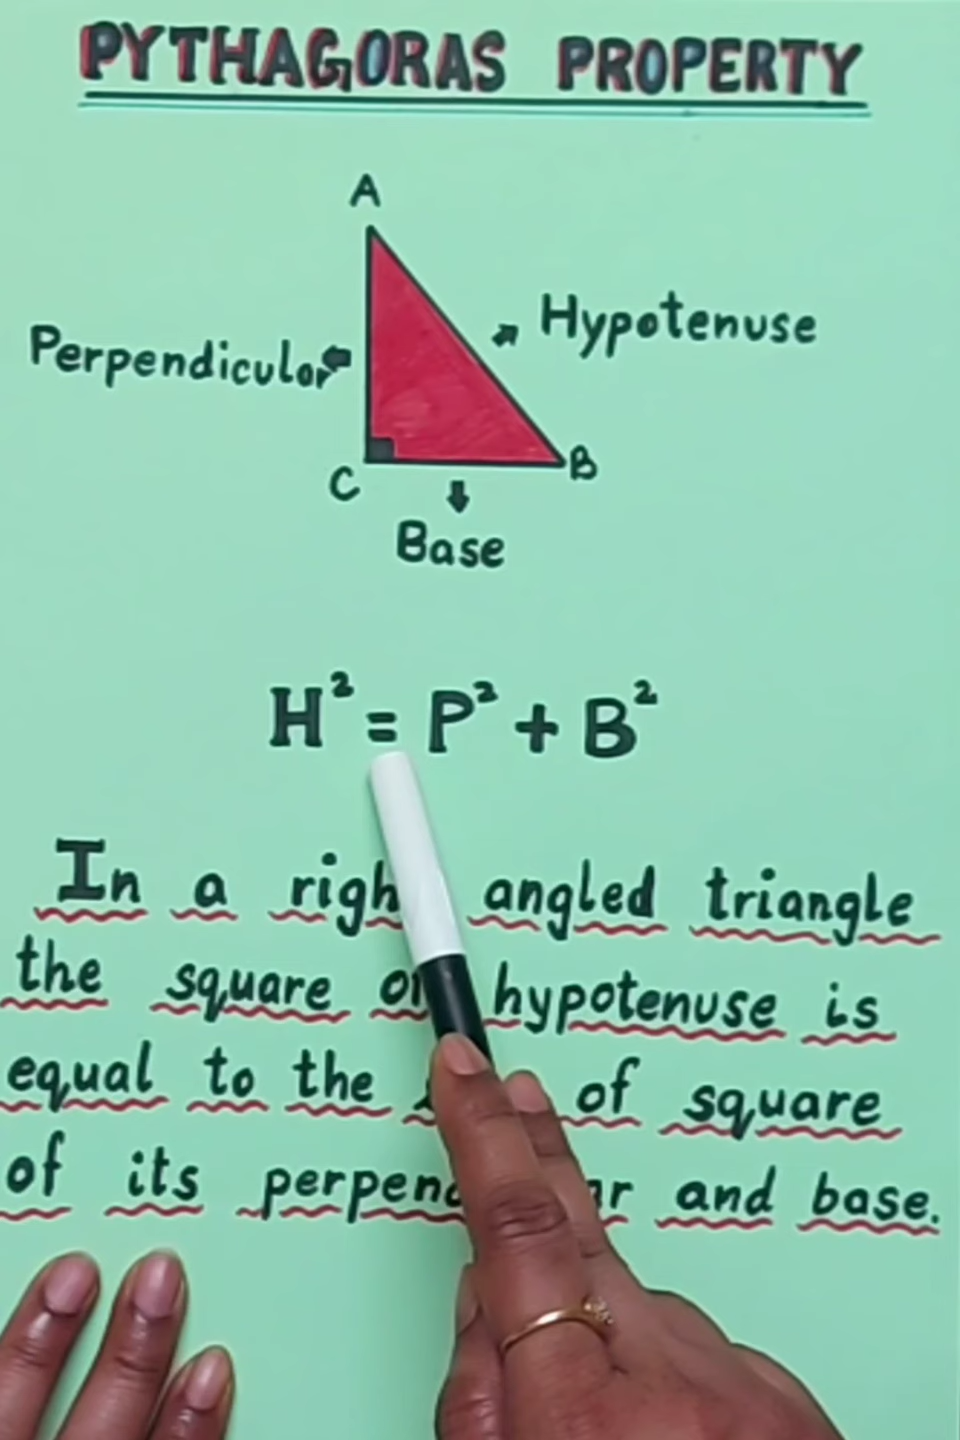 PYTHAGORAS PROPERTY
A
Perpendicular
Hypotenuse
C
B
Base
H² = P² + B²
In a righ angled triangle
the square hypotenuse is
equal to the of square
of its and base.